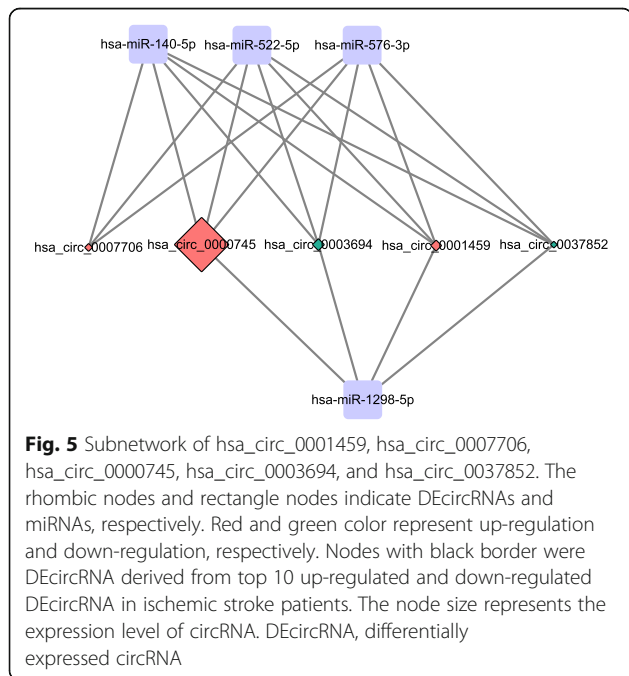 hsa-miR-140-5p hsa-miR-522-5p hsa-miR-576-3p
hsa_circ_0007706 hsa_circ_0000745 hsa_circ_0003694 hsa_circ_0001459 hsa_circ_0037852
hsa-miR-1298-5p
Fig. 5 Subnetwork of hsa_circ_0001459, hsa_circ_0007706,
hsa_circ_0000745, hsa_circ_0003694, and hsa_circ_0037852. The
rhombic nodes and rectangle nodes indicate DEcircRNAs and
miRNAs, respectively. Red and green color represent up-regulation
and down-regulation, respectively. Nodes with black border were
DEcircRNA derived from top 10 up-regulated and down-regulated
DEcircRNA in ischemic stroke patients. The node size represents the
expression level of circRNA. DEcircRNA, differentially
expressed circRNA